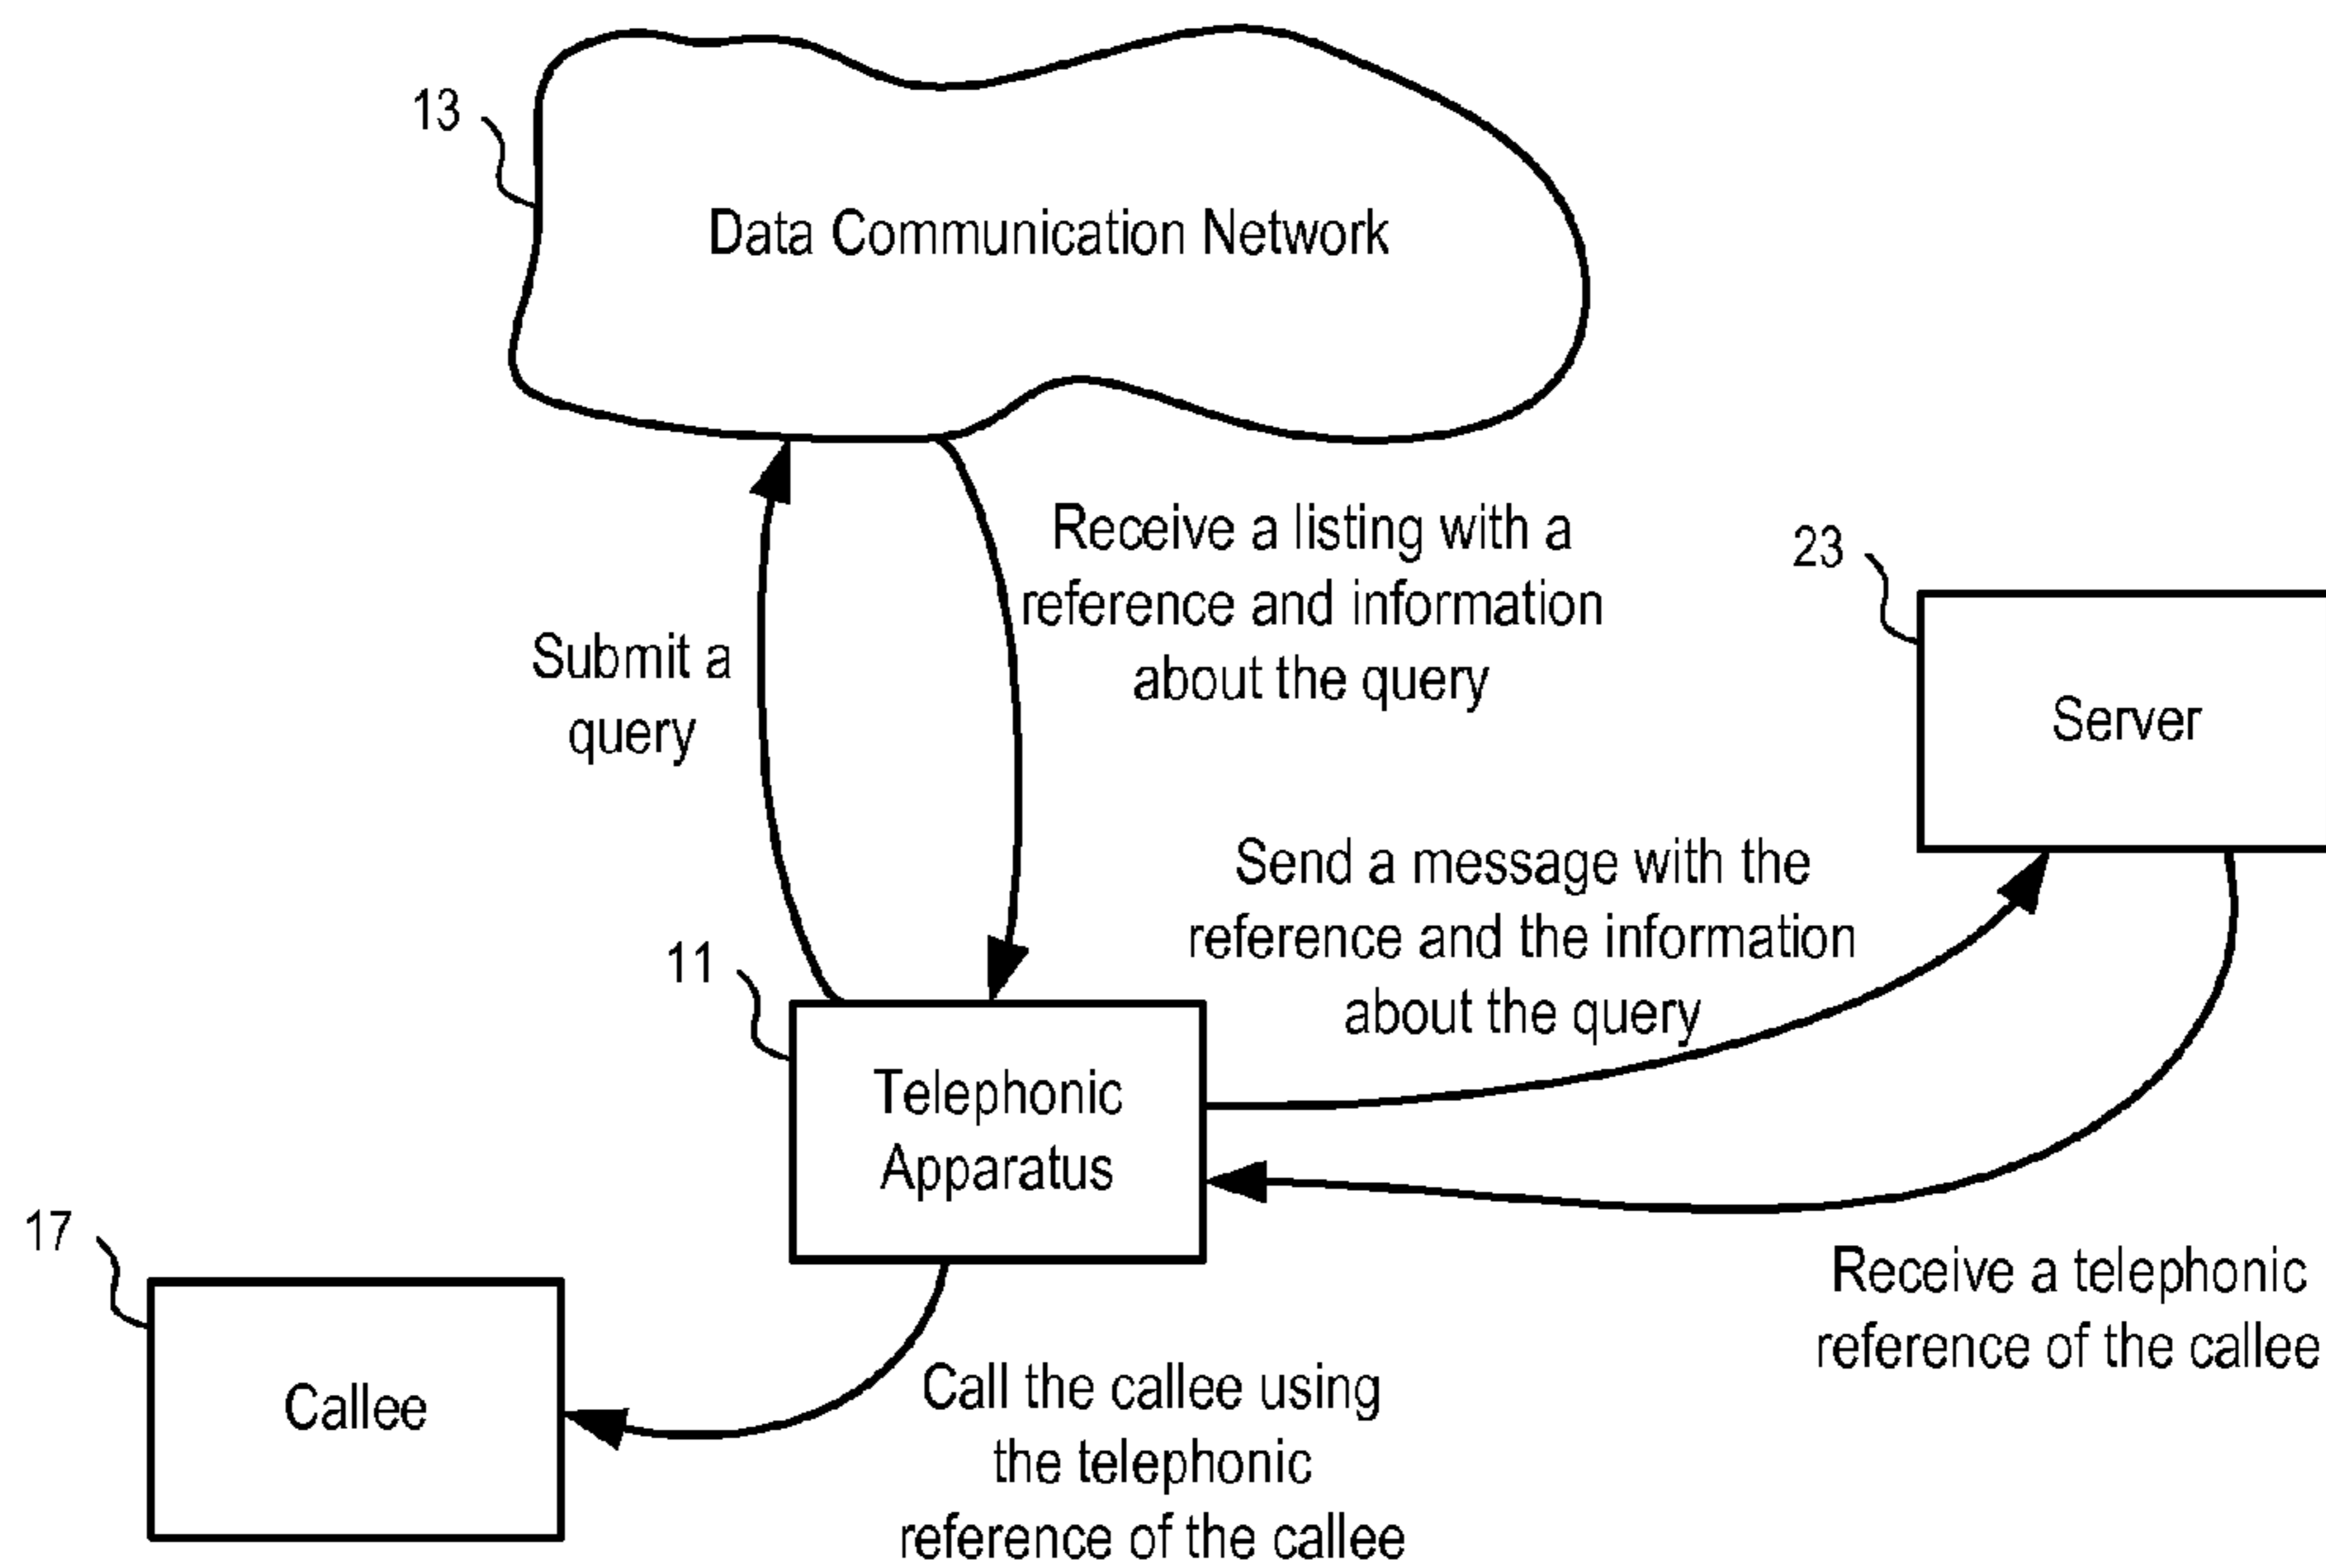 13
Data Communication Network
Receive a listing with a
reference and information
about the query
Submit a
query
23
Server
Send a message with the
reference and the information
about the query
11
Telephonic
Apparatus
17
Callee
Receive a telephonic
reference of the callee
Call the callee using
the telephonic
reference of the callee